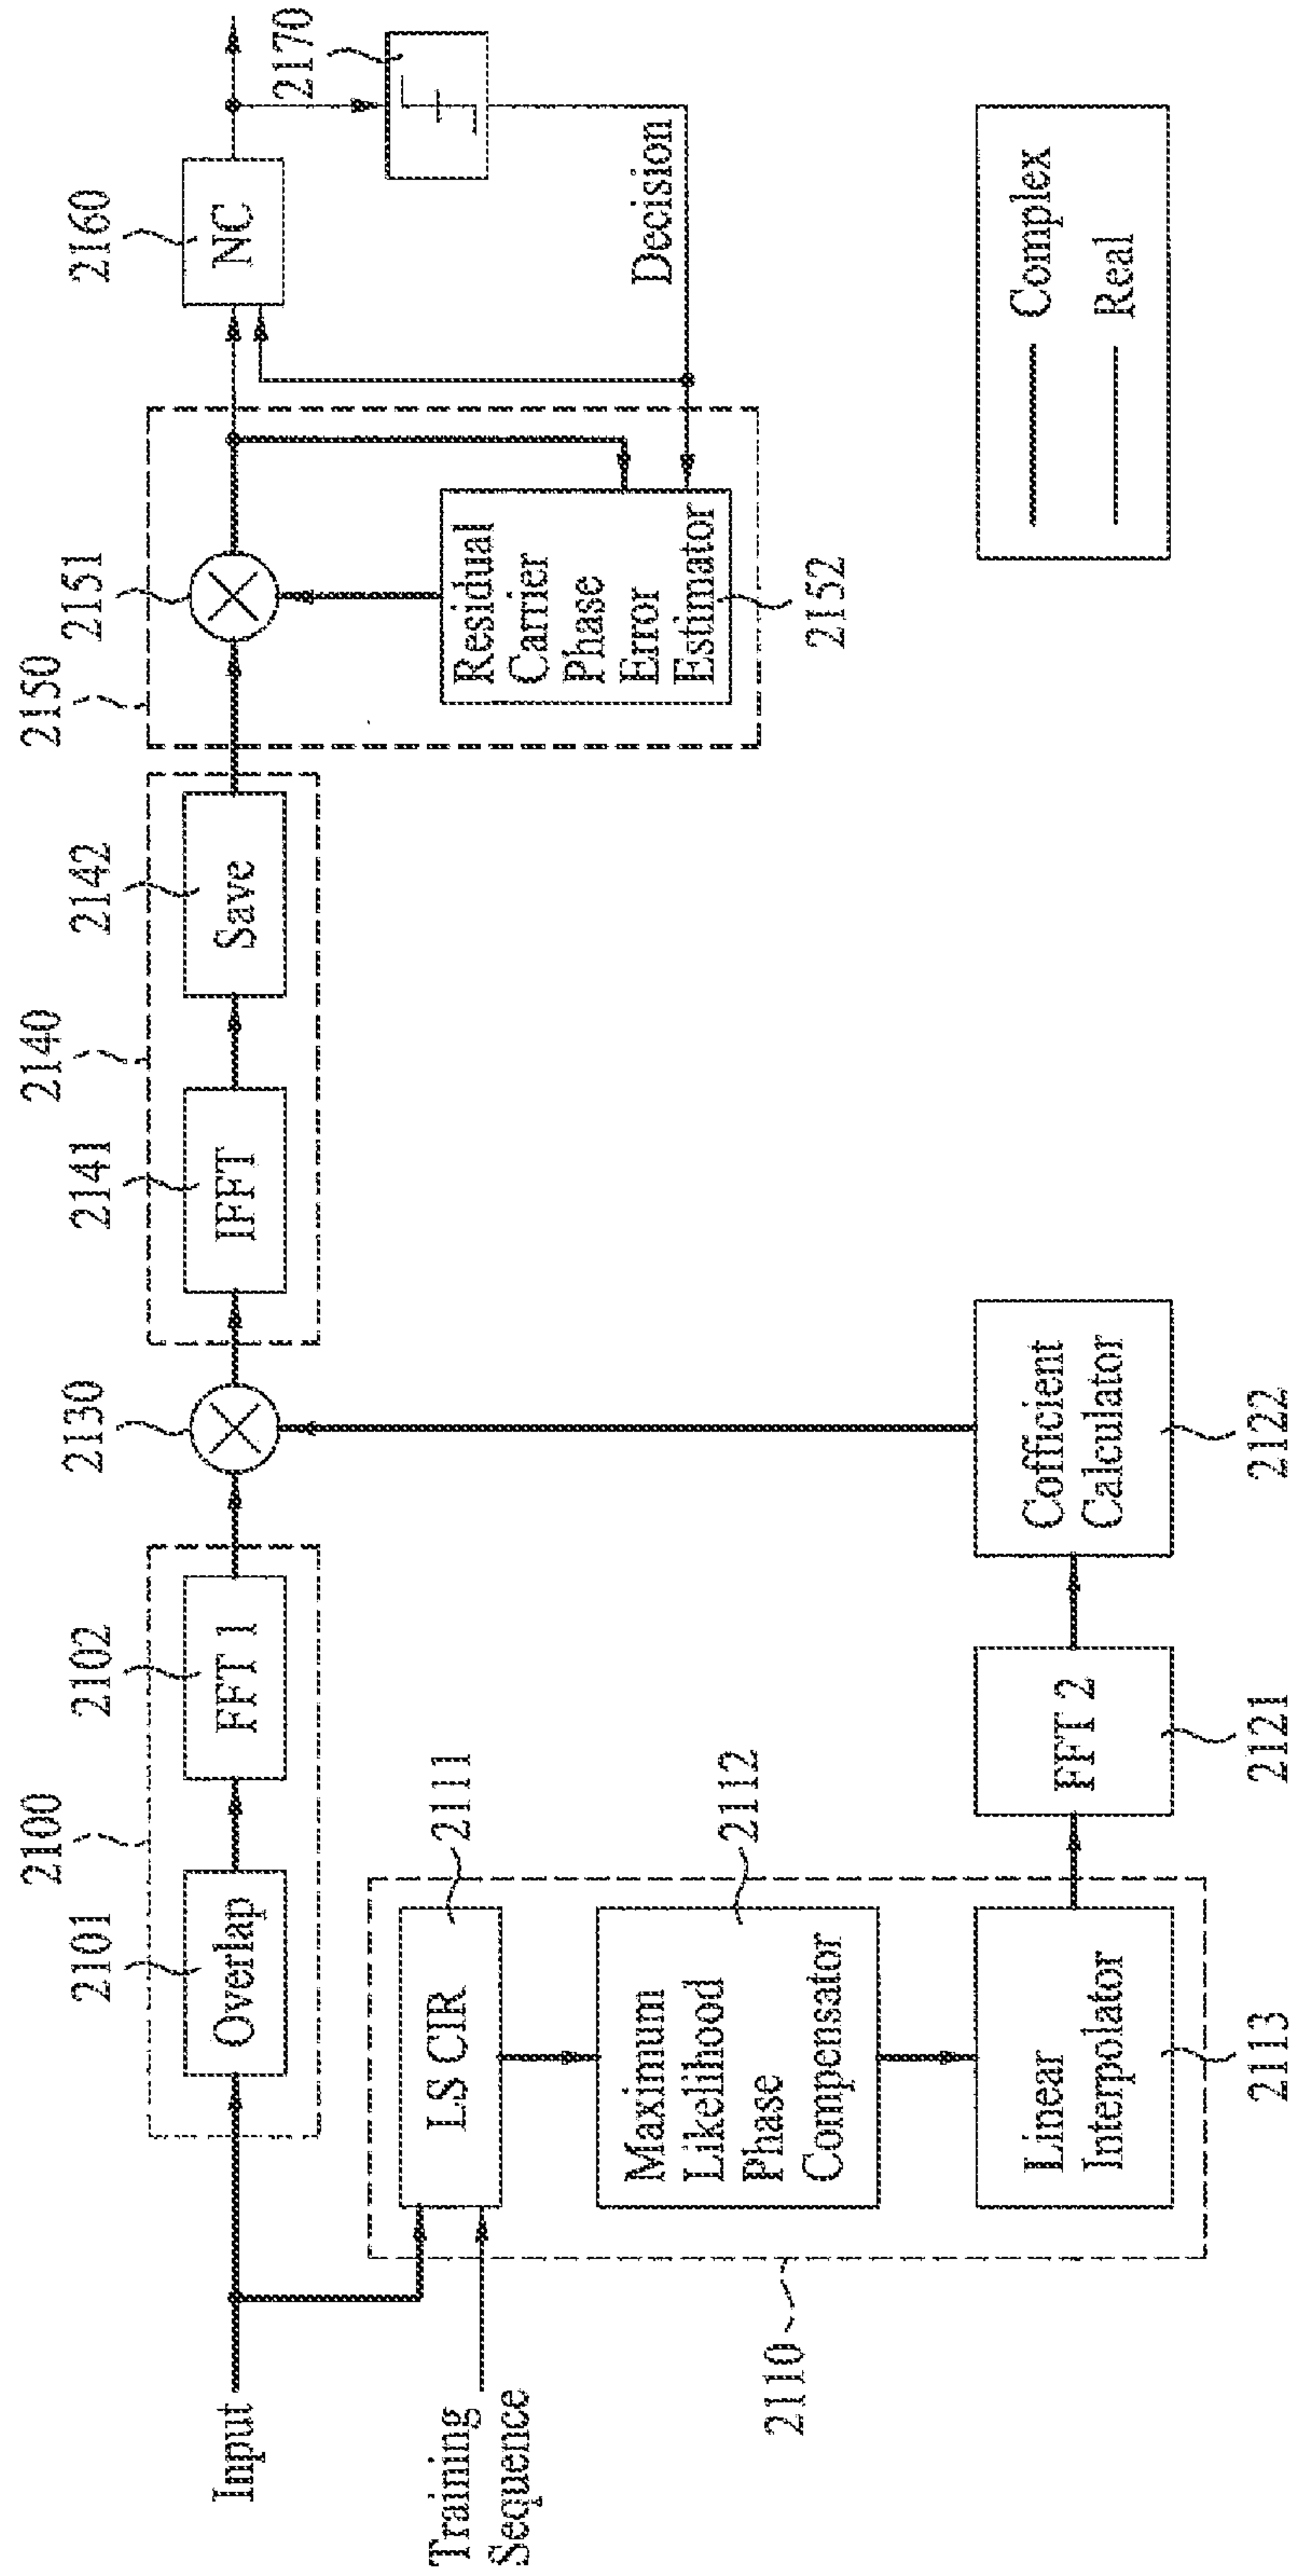 2100
2101
2102
2130
2140
2141
2142
2150
2151
2160
2170
Input
Overlap
FFT 1
IFFT
Save
NC
Training
Sequence
LS CIR
2111
Maximum
Likelihood
Phase
Compensator
2112
Linear
Interpolator
2113
2110
FFT 2
2121
Cofficient
Calculator
2122
Residual
Carrier
Phase
Error
Estimator
2152
Decision
Complex
Real